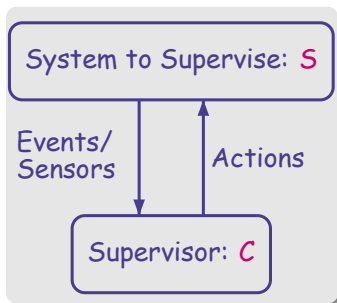 System to Supervise: S
Events/
Sensors
Actions
Supervisor: C